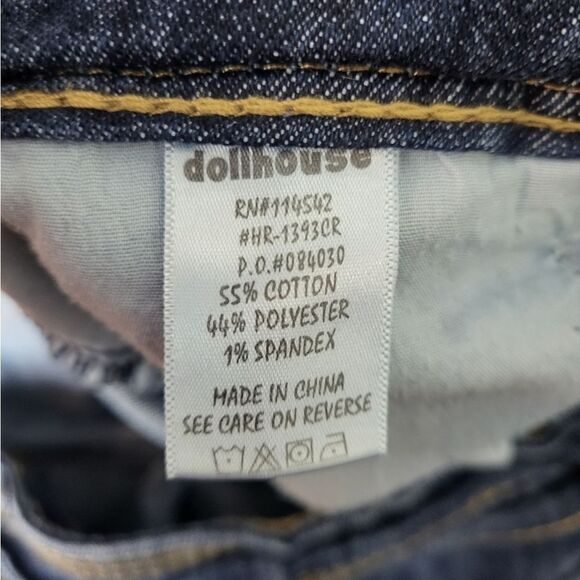 dollhouse
RN#114542
#HR-1393CR
P.O.#084030
55% COTTON
44% POLYESTER
1% SPANDEX
MADE IN CHINA
SEE CARE ON REVERSE